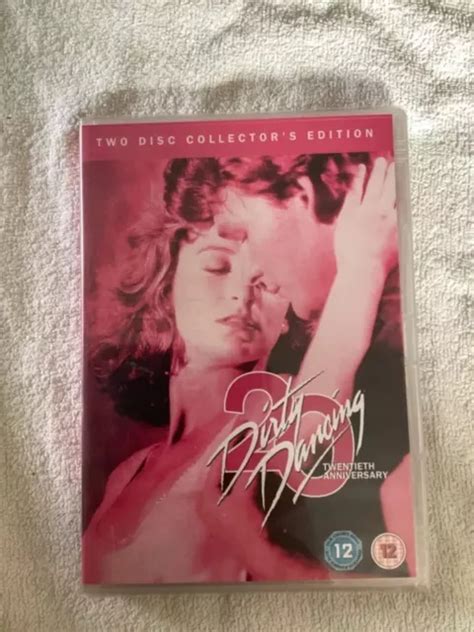 TWO DISC COLLECTOR'S EDITION
20
Dirty
Dancing
TWENTIETH
ANNIVERSARY
12
12